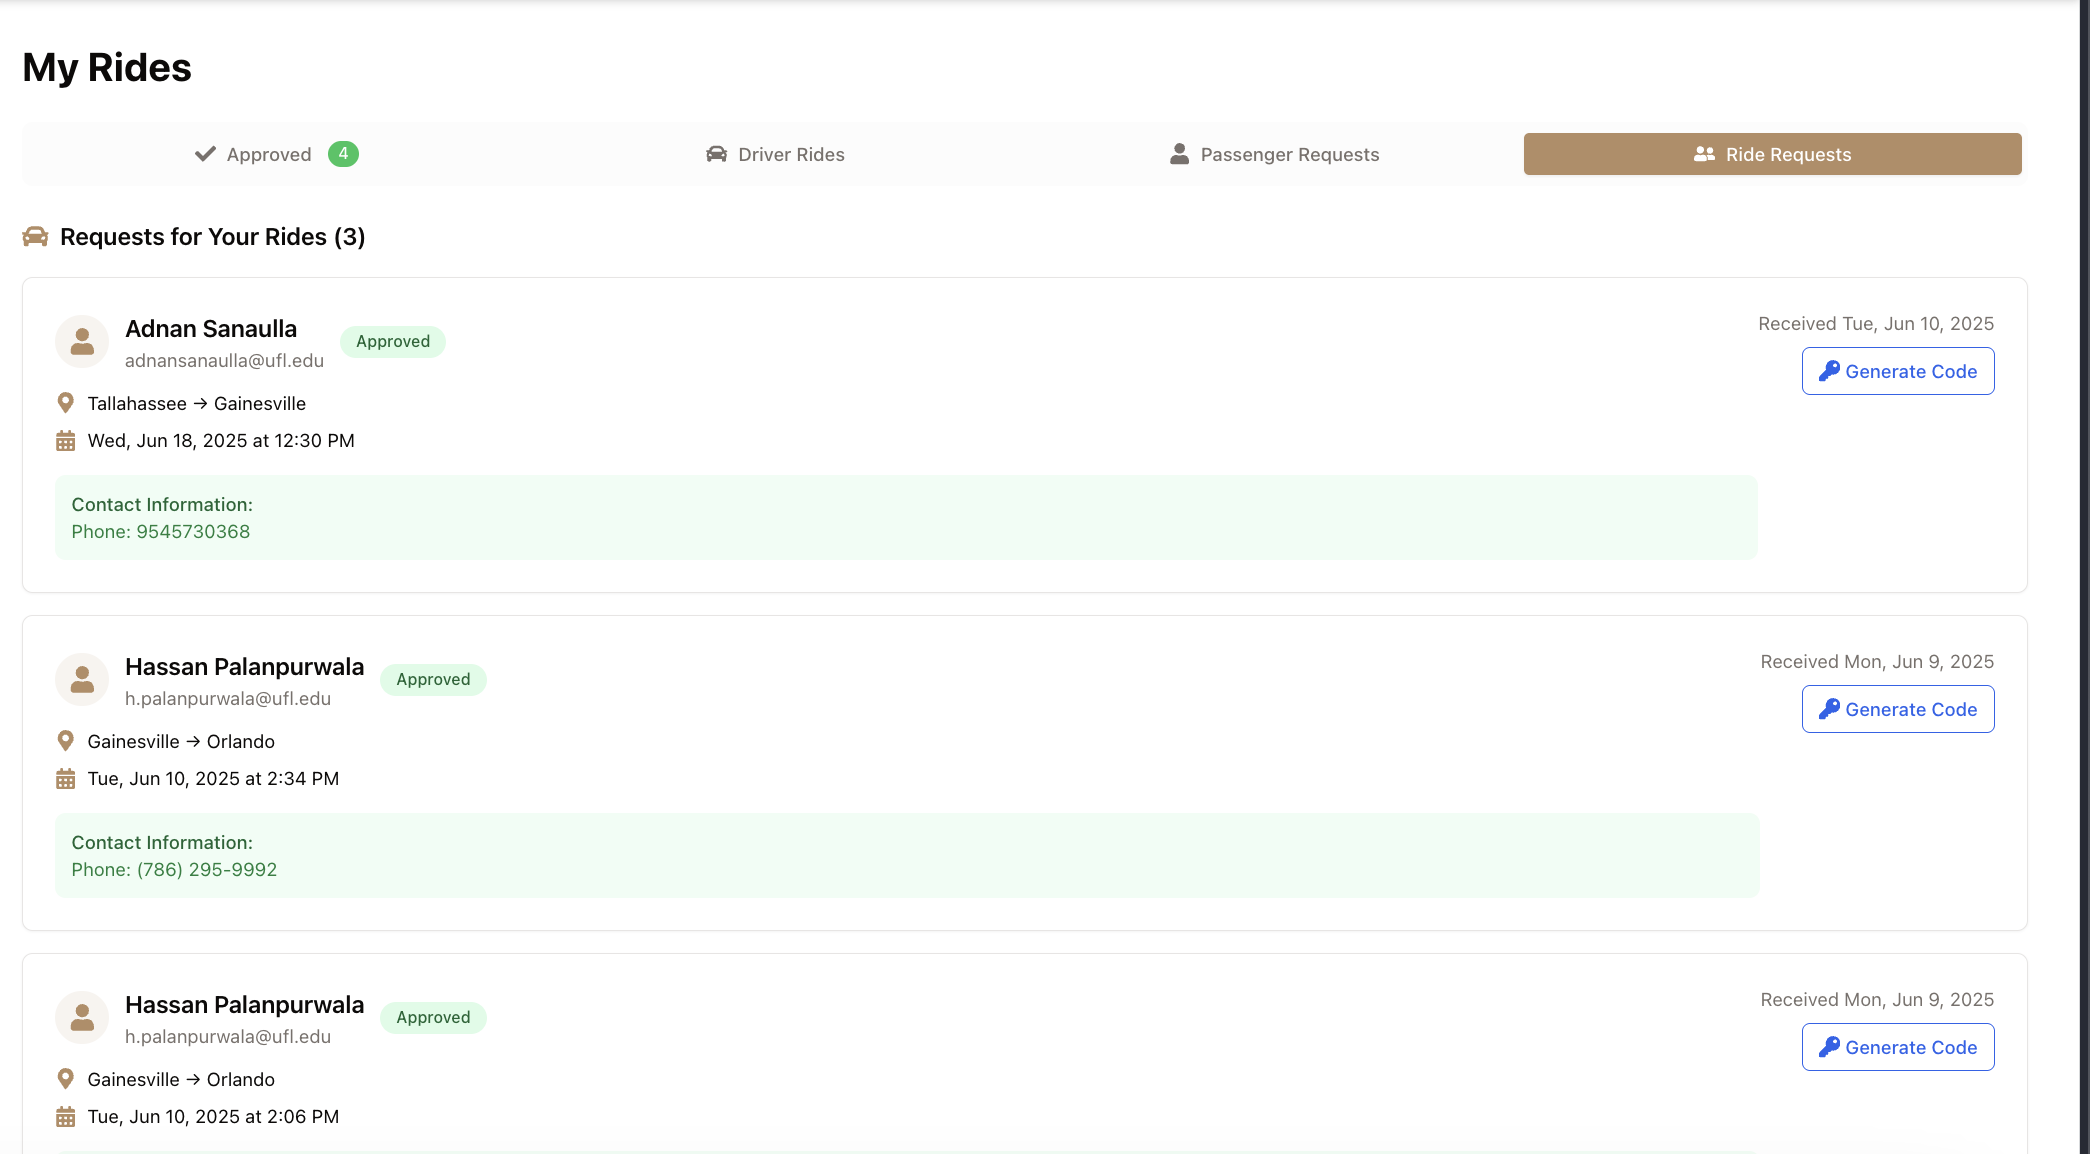 My Rides
Approved 4
Driver Rides
Passenger Requests
Ride Requests
Requests for Your Rides (3)
Adnan Sanaulla
Approved
adnansanaulla@ufl.edu
Received Tue, Jun 10, 2025
Generate Code
Tallahassee → Gainesville
Wed, Jun 18, 2025 at 12:30 PM
Contact Information:
Phone: 9545730368
Hassan Palanpurwala
Approved
h.palanpurwala@ufl.edu
Received Mon, Jun 9, 2025
Generate Code
Gainesville → Orlando
Tue, Jun 10, 2025 at 2:34 PM
Contact Information:
Phone: (786) 295-9992
Hassan Palanpurwala
Approved
h.palanpurwala@ufl.edu
Received Mon, Jun 9, 2025
Generate Code
Gainesville → Orlando
Tue, Jun 10, 2025 at 2:06 PM